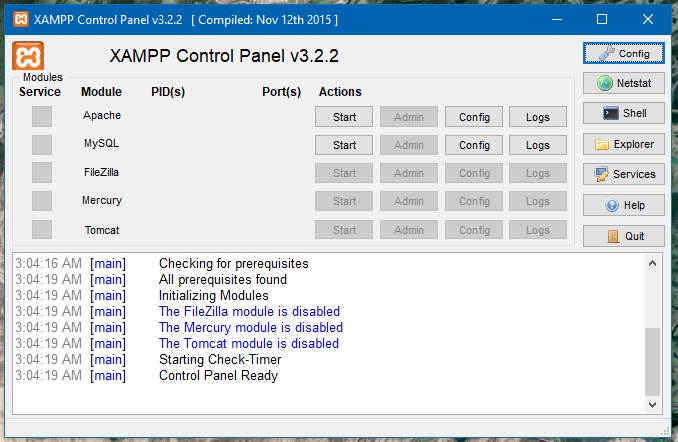 XAMPP Control Panel v3.2.2 [ Compiled: Nov 12th 2015 ]
XAMPP Control Panel v3.2.2
Config
Modules
Service Module PID(s) Port(s) Actions
Netstat
Apache Start Admin Config Logs
Shell
MySQL Start Admin Config Logs
Explorer
FileZilla Start Admin Config Logs
Services
Mercury Start Admin Config Logs
Help
Tomcat Start Admin Config Logs
Quit
3:04:16 AM [main] Checking for prerequisites
3:04:19 AM [main] All prerequisites found
3:04:19 AM [main] Initializing Modules
3:04:19 AM [main] The FileZilla module is disabled
3:04:19 AM [main] The Mercury module is disabled
3:04:19 AM [main] The Tomcat module is disabled
3:04:19 AM [main] Starting Check-Timer
3:04:19 AM [main] Control Panel Ready